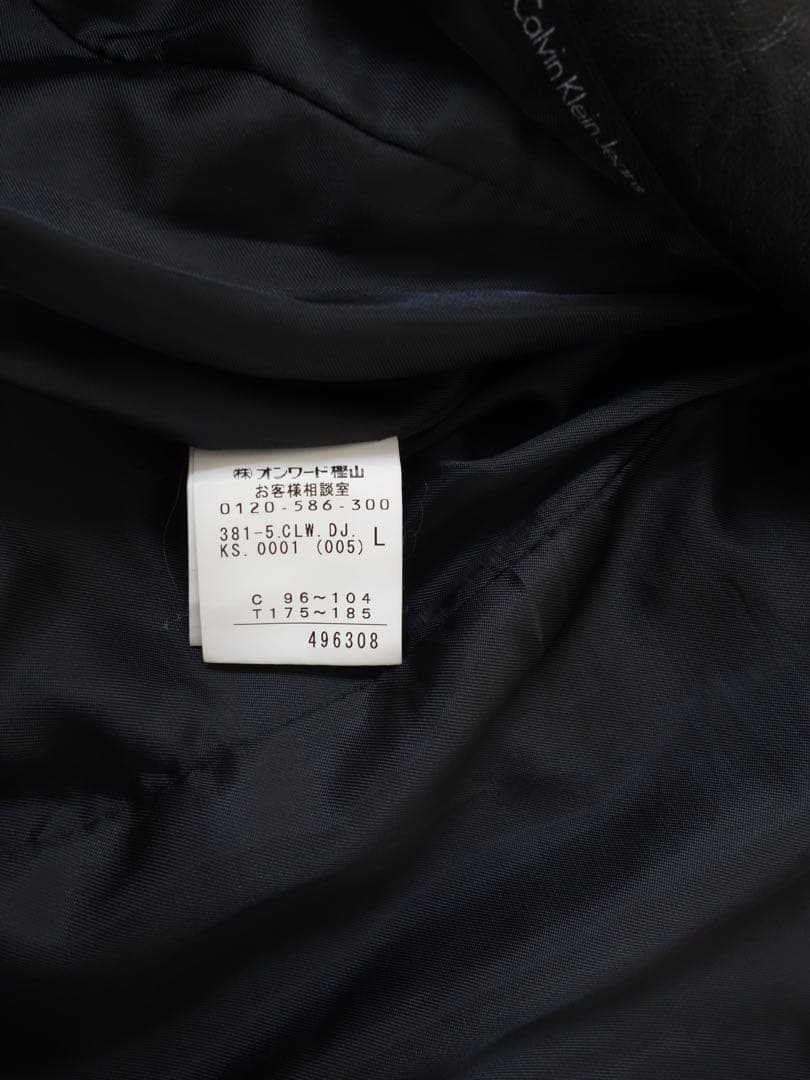 Calvin Klein Jeans
㈱オンワード樫山
お客様相談室
0120-586-300
381-5.CLW.DJ. L
KS.0001 (005)
C 96～104
T175～185
496308